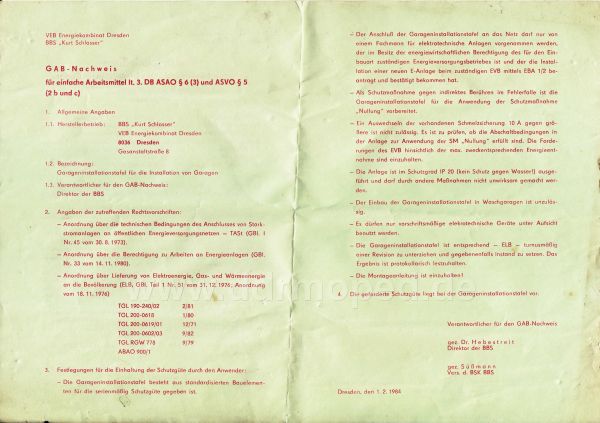 VEB Energiekombinat Dresden
BBS „Kurt Schlosser"
GAB-Nachweis
für einfache Arbeitsmittel lt. 3. DB ASAO § 6 (3) und ASVO § 5
(2 b und c)
1. Allgemeine Angaben
1.1. Herstellerbetrieb: BBS „Kurt Schlosser"
VEB Energiekombinat Dresden
8036 Dresden
Gasanstaltstraße 8
1.2. Bezeichnung:
Garageninstallationstafel für die Installation von Garagen
1.3. Verantwortlicher für den GAB-Nachweis:
Direktor der BBS
2. Angaben der zutreffenden Rechtsvorschriften:
– Anordnung über die technischen Bedingungen des Anschlusses von Stark-
stromanlagen an öffentlichen Energieversorgungsnetzen – TASt (GBl. I
Nr. 45 vom 30. 8. 1973).
– Anordnung über die Berechtigung zu Arbeiten an Energieanlagen (GBl.
Nr. 33 vom 14. 11. 1980).
– Anordnung über Lieferung von Elektroenergie, Gas- und Wärmeenergie
an die Bevölkerung (ELB, GBl. Teil 1 Nr. 51 vom 31. 12. 1976; Anordnung
vom 18. 11. 1976)
TGL 190-240/02 2/81
TGL 200-0618 1/80
TGL 200-0619/01 12/71
TGL 200-0602/03 9/82
TGL RGW 778 9/79
ABAO 900/1
3. Festlegungen für die Einhaltung der Schutzgüte durch den Anwender:
– Die Garageninstallationstafel besteht aus standardisierten Bauelemen-
ten für die serienmäßig Schutzgüte gegeben ist.
– Der Anschluß der Garageninstallationstafel an das Netz darf nur von
einem Fachmann für elektrotechnische Anlagen vorgenommen werden,
der im Besitz der energiewirtschaftlichen Berechtigung des für den Ein-
bauort zuständigen Energieversorgungsbetriebes ist und der die Instal-
lation einer neuen E-Anlage beim zuständigen EVB mittels EBA 1/2 be-
antragt und bestätigt bekommen hat.
– Als Schutzmaßnahme gegen indirektes Berühren im Fehlerfalle ist die
Garageninstallationstafel für die Anwendung der Schutzmaßnahme
„Nullung" vorbereitet.
– Ein Auswechseln der vorhandenen Schmelzsicherung 10 A gegen grö-
ßere ist nicht zulässig. Es ist zu prüfen, ob die Abschaltbedingungen in
der Anlage zur Anwendung der SM „Nullung" erfüllt sind. Die Forde-
rungen des EVB hinsichtlich der max. zweckentsprechenden Energieent-
nahme sind einzuhalten.
– Die Anlage ist im Schutzgrad IP 20 (kein Schutz gegen Wasser!) ausge-
führt und darf durch andere Maßnahmen nicht unwirksam gemacht wer-
den.
– Der Einbau der Garageninstallationstafel in Waschgaragen ist unzuläs-
sig.
– Es dürfen nur vorschriftsmäßige elektrotechnische Geräte unter Aufsicht
benutzt werden.
– Die Garageninstallationstafel ist entsprechend – ELB – turnusmäßig
einer Revision zu unterziehen und gegebenenfalls instand zu setzen. Das
Ergebnis ist protokollarisch festzuhalten.
– Die Montageanleitung ist einzuhalten!
4. Die geforderte Schutzgüte liegt bei der Garageninstallationstafel vor.
Verantwortlicher für den GAB-Nachweis
gez. Dr. Hebestreit
Direktor der BBS
gez. Süßmann
Vors. d. BSK BBS
Dresden, den 1. 2. 1984